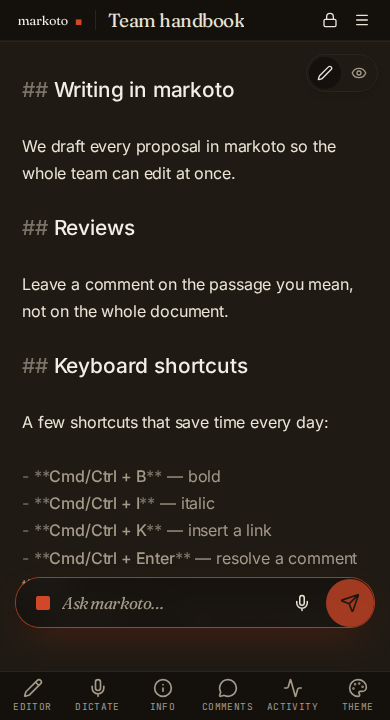 markoto Team handbook
## Writing in markoto
We draft every proposal in markoto so the
whole team can edit at once.
## Reviews
Leave a comment on the passage you mean,
not on the whole document.
## Keyboard shortcuts
A few shortcuts that save time every day:
- **Cmd/Ctrl + B** — bold
- **Cmd/Ctrl + I** — italic
- **Cmd/Ctrl + K** — insert a link
- **Cmd/Ctrl + Enter** — resolve a comment
Ask markoto...
EDITOR DICTATE INFO COMMENTS ACTIVITY THEME